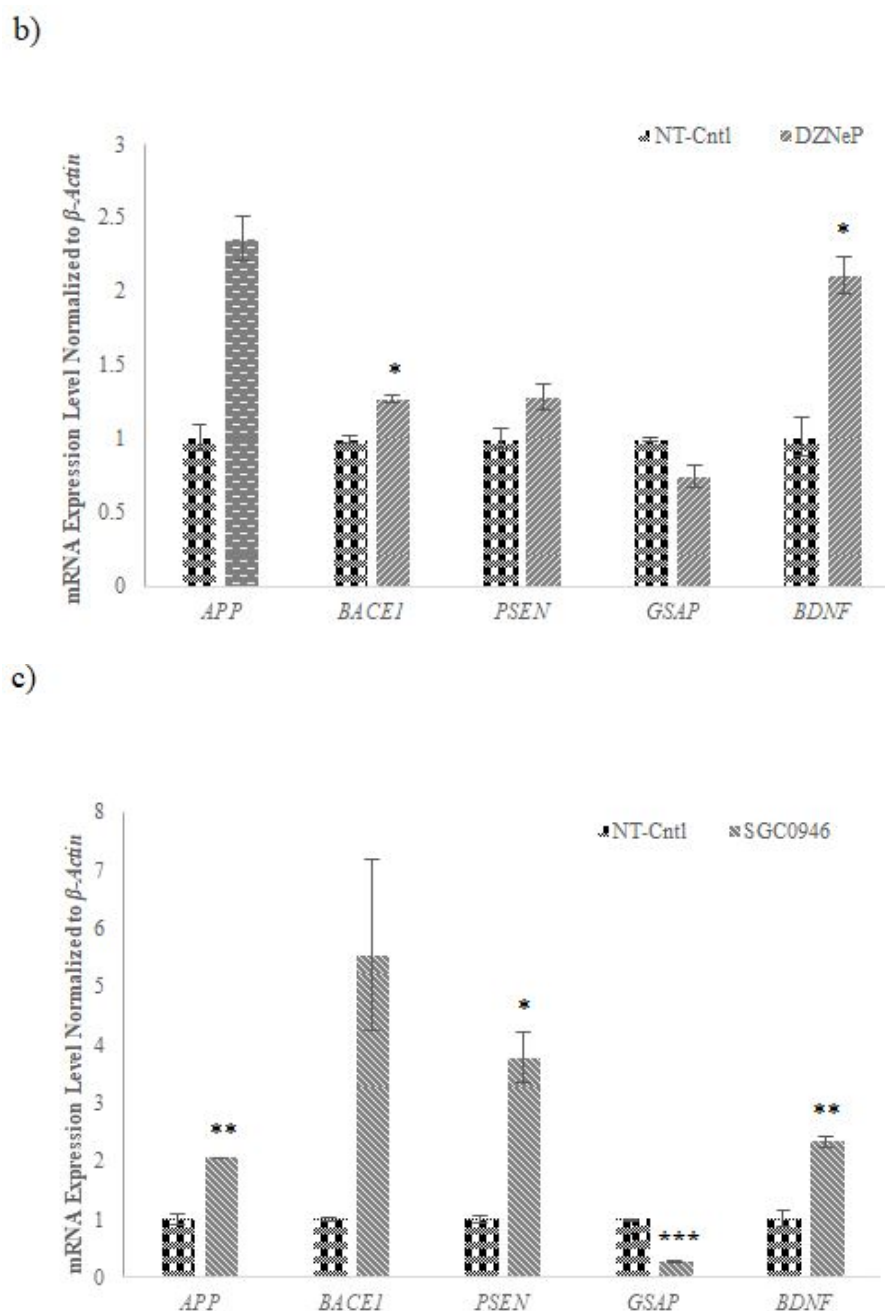 b)
mRNA Expression Level Normalized to β-Actin
NT-Cntl DZNeP
3
2.5
2
1.5
1
0.5
0
*
*
APP BACE1 PSEN GSAP BDNF
c)
mRNA Expression Level Normalized to β-Actin
NT-Cntl SGC0946
8
7
6
5
4
3
2
1
0
**
*
***
**
APP BACE1 PSEN GSAP BDNF